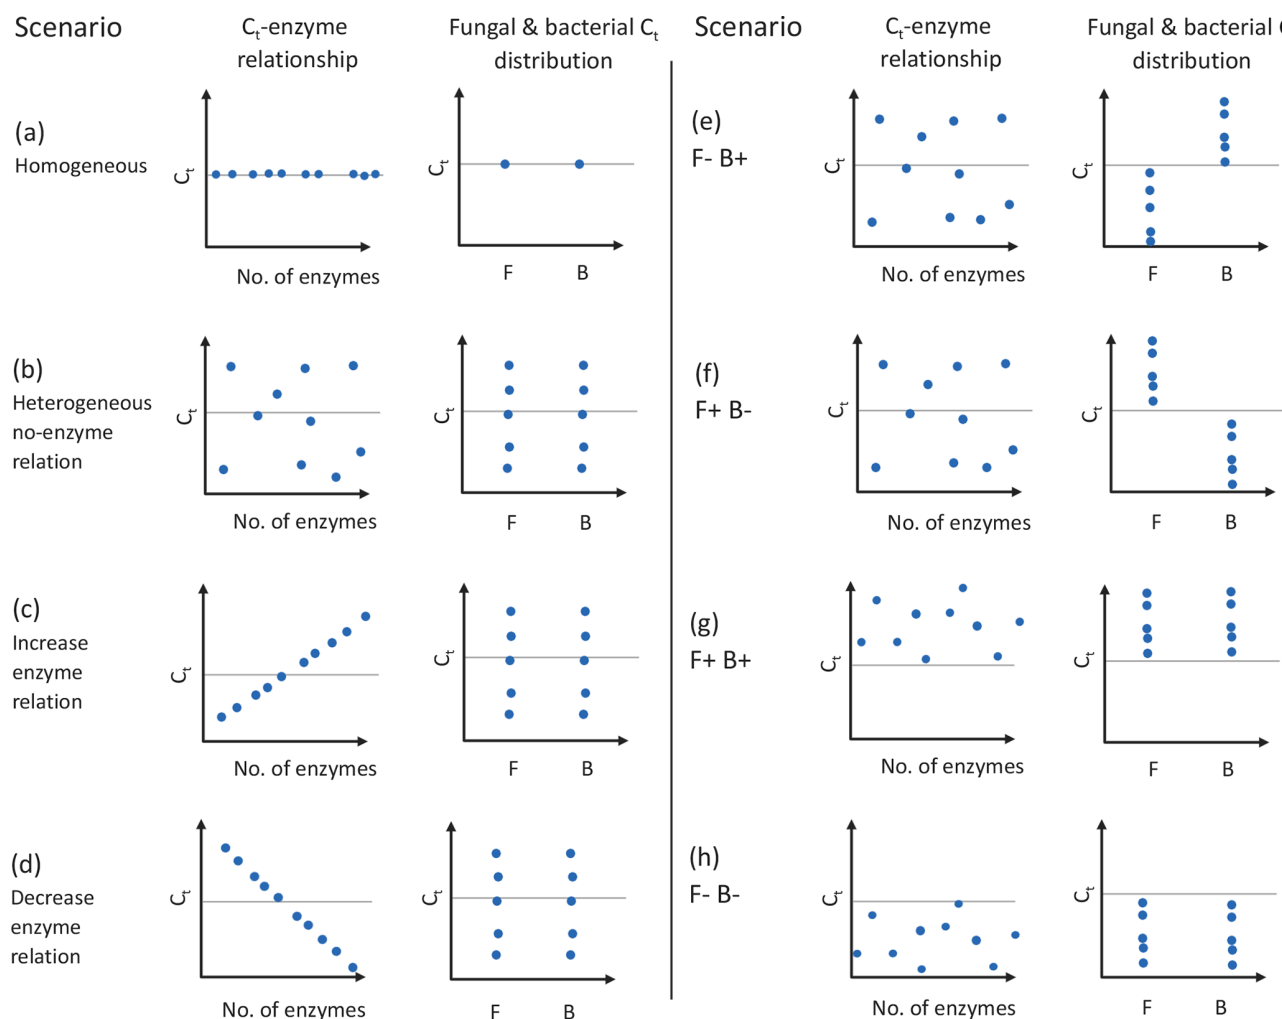 Scenario
Ct-enzyme
relationship
Fungal & bacterial Ct
distribution
(a)
Homogeneous
Ct
No. of enzymes
Ct
F B
(b)
Heterogeneous
no-enzyme
relation
Ct
No. of enzymes
Ct
F B
(c)
Increase
enzyme
relation
Ct
No. of enzymes
Ct
F B
(d)
Decrease
enzyme
relation
Ct
No. of enzymes
Ct
F B
Scenario
Ct-enzyme
relationship
Fungal & bacterial C
distribution
(e)
F- B+
Ct
No. of enzymes
Ct
F B
(f)
F+ B-
Ct
No. of enzymes
Ct
F B
(g)
F+ B+
Ct
No. of enzymes
Ct
F B
(h)
F- B-
Ct
No. of enzymes
Ct
F B